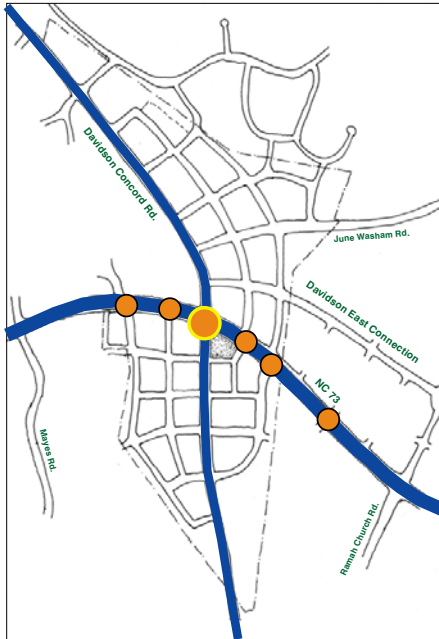 Davidson Concord Rd.
June Washam Rd.
Davidson East Connection
NC 73
Mayes Rd.
Ramah Church Rd.